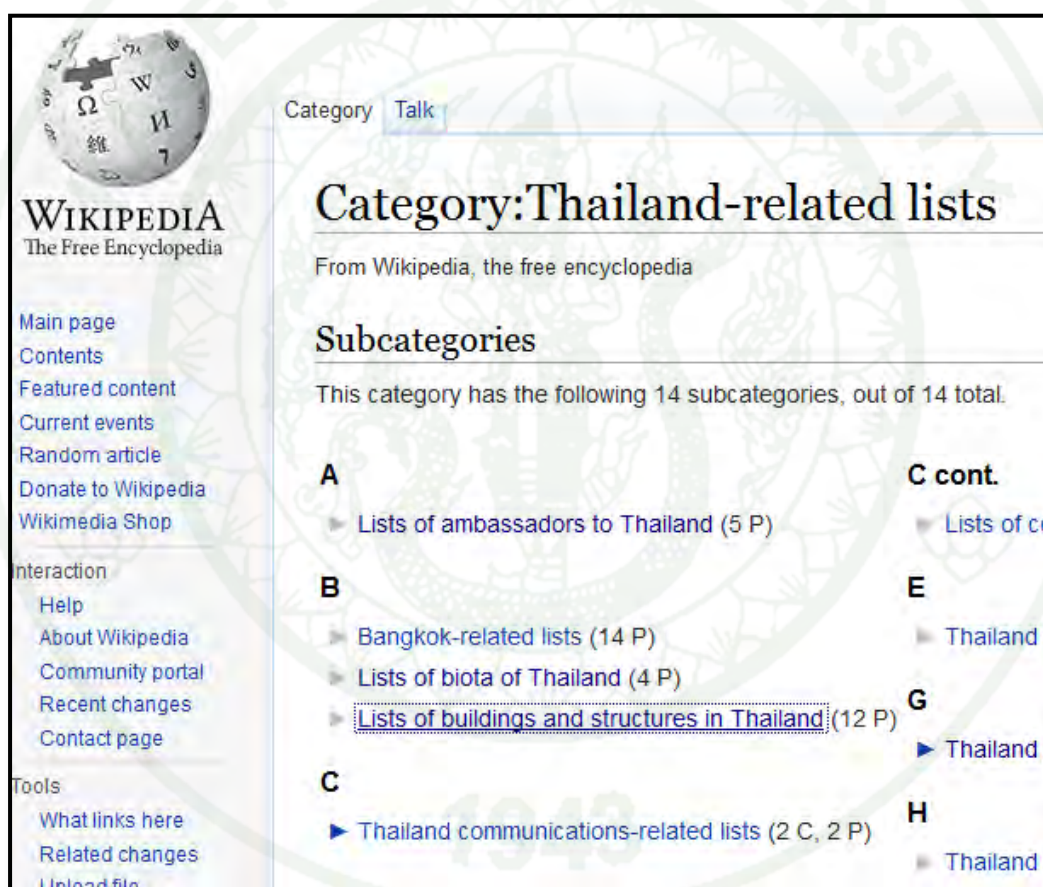 WIKIPEDIA
The Free Encyclopedia
Main page
Contents
Featured content
Current events
Random article
Donate to Wikipedia
Wikimedia Shop
Interaction
Help
About Wikipedia
Community portal
Recent changes
Contact page
Tools
What links here
Related changes
Upload file
Category Talk
Category:Thailand-related lists
From Wikipedia, the free encyclopedia
Subcategories
This category has the following 14 subcategories, out of 14 total.
A
Lists of ambassadors to Thailand (5 P)
B
Bangkok-related lists (14 P)
Lists of biota of Thailand (4 P)
Lists of buildings and structures in Thailand (12 P)
C
Thailand communications-related lists (2 C, 2 P)
C cont.
Lists of
E
Thailand
G
Thailand
H
Thailand
1943